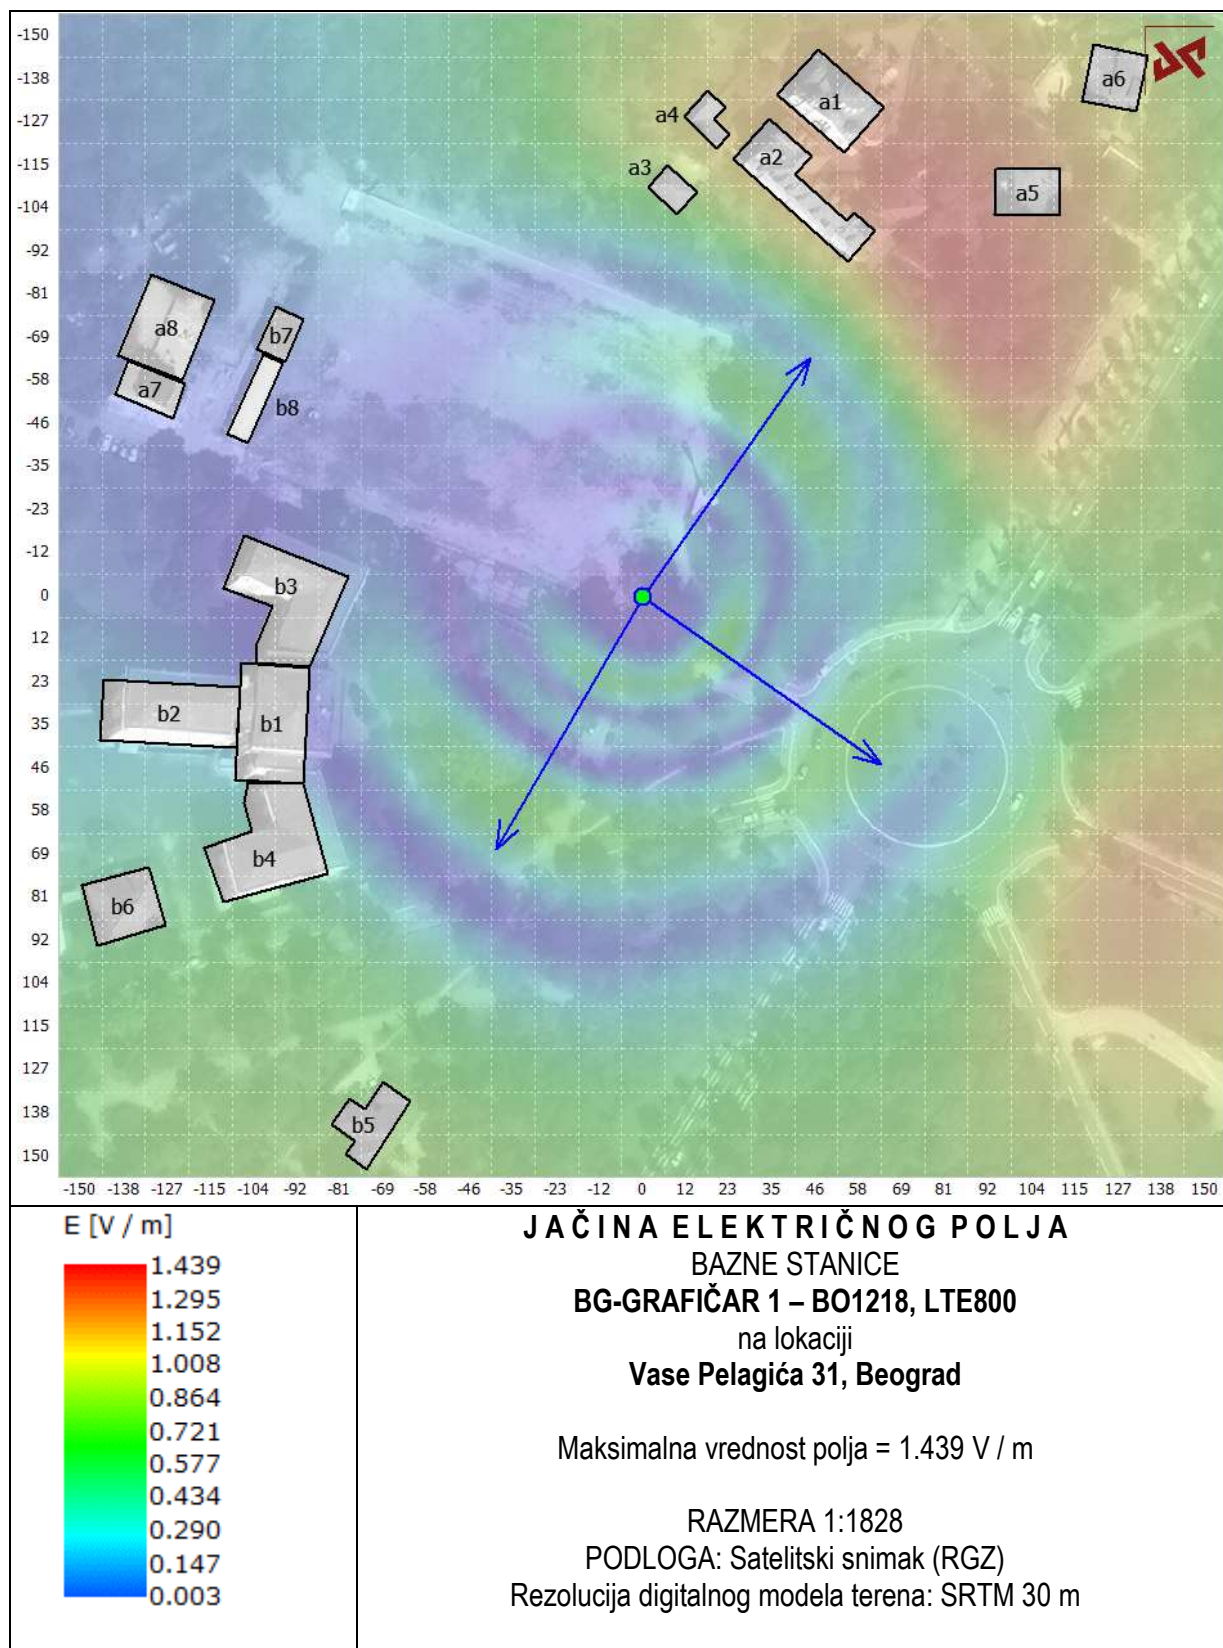 -150
-138
-127
-115
-104
-92
-81
-69
-58
-46
-35
-23
-12
0
12
23
35
46
58
69
81
92
104
115
127
138
150
a1
a2
a3
a4
a5
a6
a7
a8
b7
b8
b3
b2
b1
b4
b6
b5
-150 -138 -127 -115 -104 -92 -81 -69 -58 -46 -35 -23 -12 0 12 23 35 46 58 69 81 92 104 115 127 138 150
E [V / m]
1.439
1.295
1.152
1.008
0.864
0.721
0.577
0.434
0.290
0.147
0.003
JAČINA ELEKTRIČNOG POLJA
BAZNE STANICE
BG-GRAFIČAR 1 – BO1218, LTE800
na lokaciji
Vase Pelagića 31, Beograd
Maksimalna vrednost polja = 1.439 V / m
RAZMERA 1:1828
PODLOGA: Satelitski snimak (RGZ)
Rezolucija digitalnog modela terena: SRTM 30 m